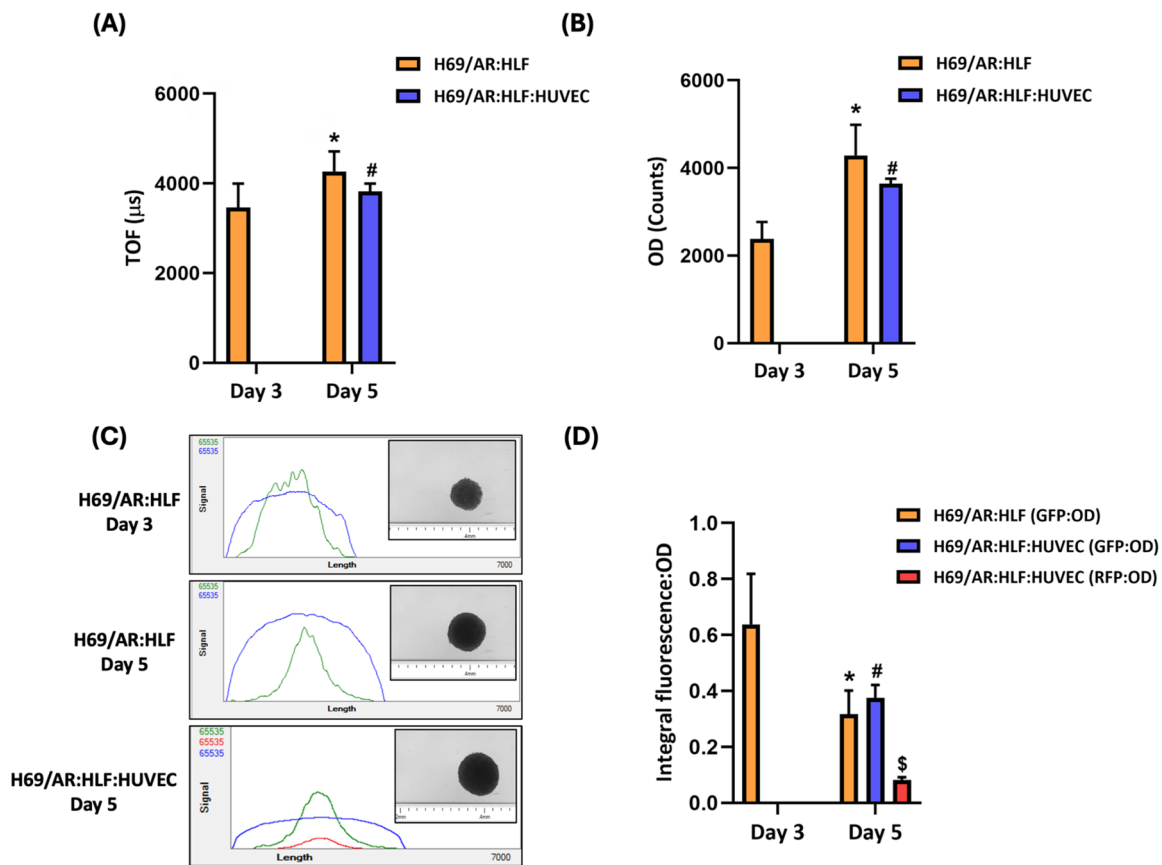 (A)
H69/AR:HLF
H69/AR:HLF:HUVEC
6000
4000
2000
0
TOF (μs)
*
#
Day 3
Day 5
(B)
H69/AR:HLF
H69/AR:HLF:HUVEC
6000
4000
2000
0
OD (Counts)
*
#
Day 3
Day 5
(C)
H69/AR:HLF
Day 3
65535
65535
Signal
Length
7000
4mm
H69/AR:HLF
Day 5
65535
65535
Signal
Length
7000
4mm
H69/AR:HLF:HUVEC
Day 5
65535
65535
65535
Signal
Length
7000
2mm
4mm
(D)
H69/AR:HLF (GFP:OD)
H69/AR:HLF:HUVEC (GFP:OD)
H69/AR:HLF:HUVEC (RFP:OD)
1.0
0.8
0.6
0.4
0.2
0.0
Integral fluorescence:OD
*
#
$
Day 3
Day 5